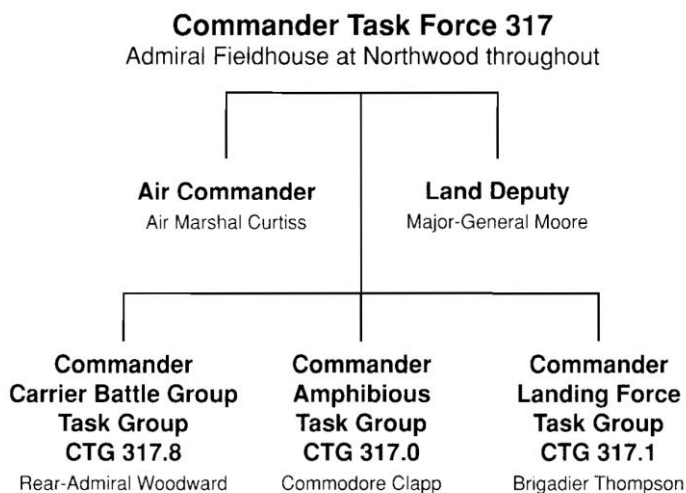 Commander Task Force 317
Admiral Fieldhouse at Northwood throughout
Air Commander
Air Marshal Curtiss
Land Deputy
Major-General Moore
Commander
Carrier Battle Group
Task Group
CTG 317.8
Rear-Admiral Woodward
Commander
Amphibious
Task Group
CTG 317.0
Commodore Clapp
Commander
Landing Force
Task Group
CTG 317.1
Brigadier Thompson